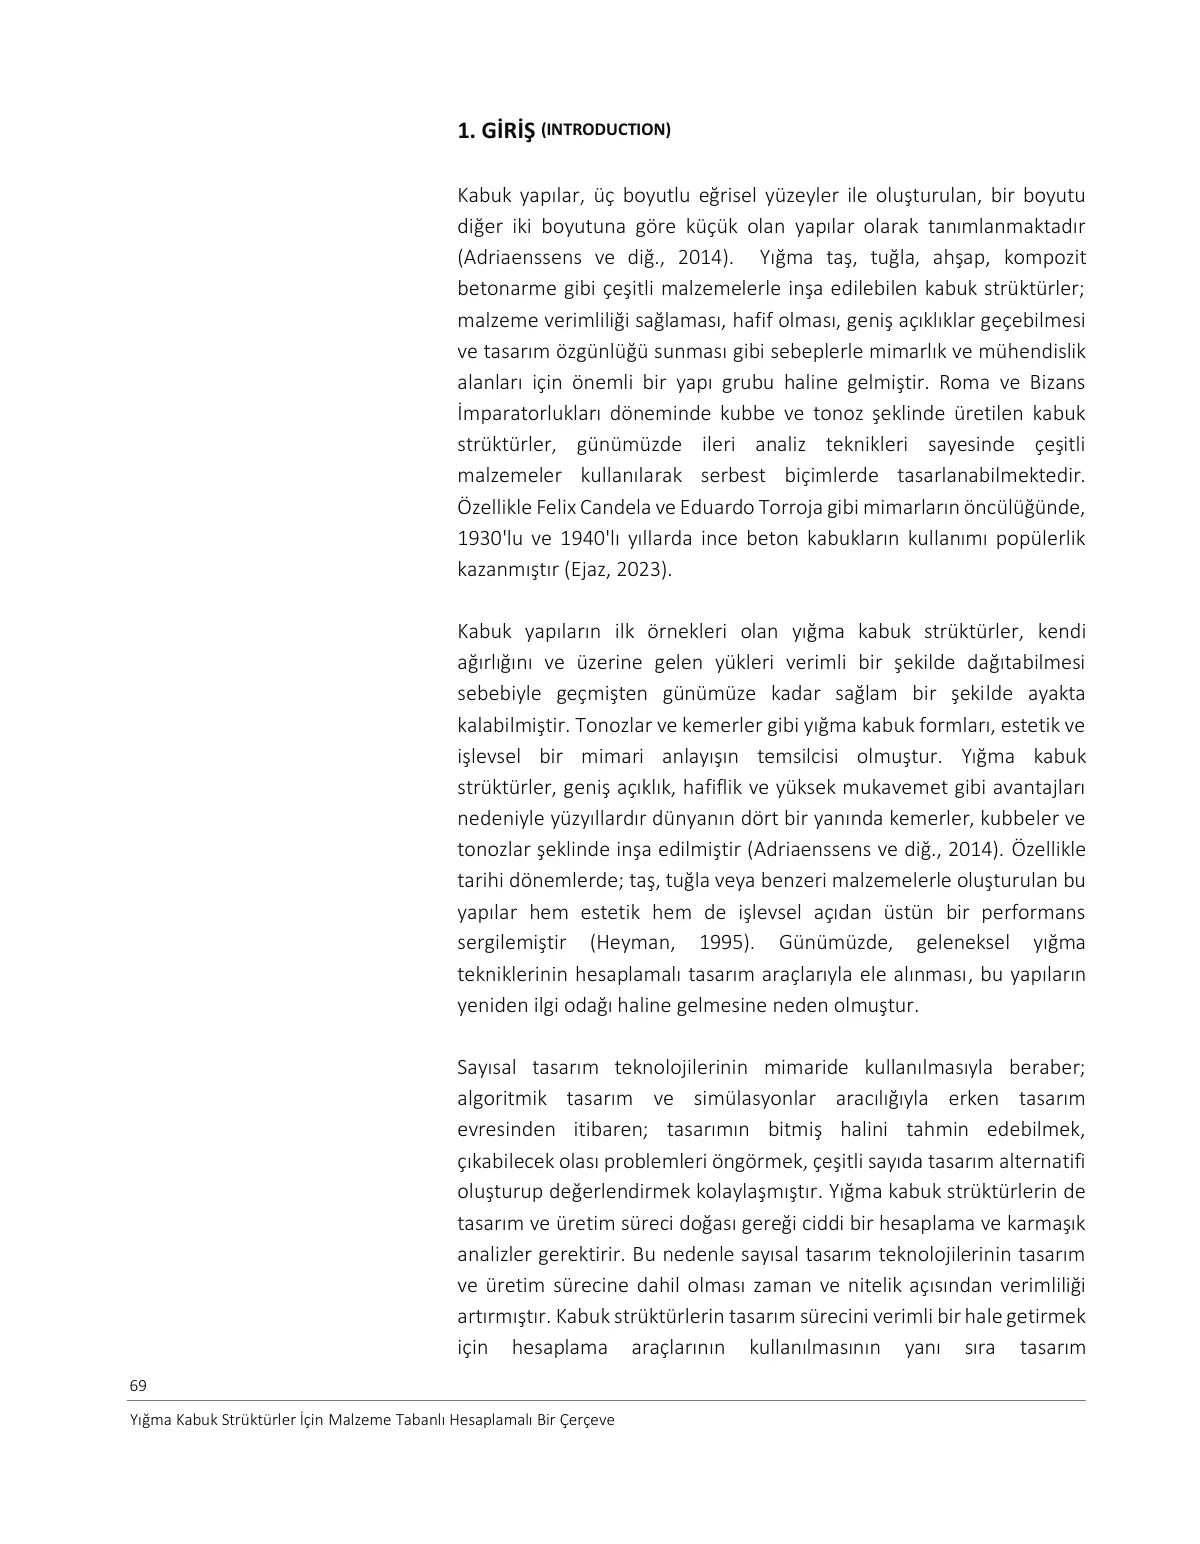 1. GİRİŞ (INTRODUCTION)
Kabuk yapılar, üç boyutlu eğrisel yüzeyler ile oluşturulan, bir boyutu
diğer iki boyutuna göre küçük olan yapılar olarak tanımlanmaktadır
(Adriaenssens ve diğ., 2014). Yığma taş, tuğla, ahşap, kompozit
betonarme gibi çeşitli malzemelerle inşa edilebilen kabuk strüktürler;
malzeme verimliliği sağlaması, hafif olması, geniş açıklıklar geçebilmesi
ve tasarım özgünlüğü sunması gibi sebeplerle mimarlık ve mühendislik
alanları için önemli bir yapı grubu haline gelmiştir. Roma ve Bizans
İmparatorlukları döneminde kubbe ve tonoz şeklinde üretilen kabuk
strüktürler, günümüzde ileri analiz teknikleri sayesinde çeşitli
malzemeler kullanılarak serbest biçimlerde tasarlanabilmektedir.
Özellikle Felix Candela ve Eduardo Torroja gibi mimarların öncülüğünde,
1930'lu ve 1940'lı yıllarda ince beton kabukların kullanımı popülerlik
kazanmıştır (Ejaz, 2023).
Kabuk yapıların ilk örnekleri olan yığma kabuk strüktürler, kendi
ağırlığını ve üzerine gelen yükleri verimli bir şekilde dağıtabilmesi
sebebiyle geçmişten günümüze kadar sağlam bir şekilde ayakta
kalabilmiştir. Tonozlar ve kemerler gibi yığma kabuk formları, estetik ve
işlevsel bir mimari anlayışın temsilcisi olmuştur. Yığma kabuk
strüktürler, geniş açıklık, hafiflik ve yüksek mukavemet gibi avantajları
nedeniyle yüzyıllardır dünyanın dört bir yanında kemerler, kubbeler ve
tonozlar şeklinde inşa edilmiştir (Adriaenssens ve diğ., 2014). Özellikle
tarihi dönemlerde; taş, tuğla veya benzeri malzemelerle oluşturulan bu
yapılar hem estetik hem de işlevsel açıdan üstün bir performans
sergilemiştir (Heyman, 1995). Günümüzde, geleneksel yığma
tekniklerinin hesaplamalı tasarım araçlarıyla ele alınması, bu yapıların
yeniden ilgi odağı haline gelmesine neden olmuştur.
Sayısal tasarım teknolojilerinin mimaride kullanılmasıyla beraber;
algoritmik tasarım ve simülasyonlar aracılığıyla erken tasarım
evresinden itibaren; tasarımın bitmiş halini tahmin edebilmek,
çıkabilecek olası problemleri öngörmek, çeşitli sayıda tasarım alternatifi
oluşturup değerlendirmek kolaylaşmıştır. Yığma kabuk strüktürlerin de
tasarım ve üretim süreci doğası gereği ciddi bir hesaplama ve karmaşık
analizler gerektirir. Bu nedenle sayısal tasarım teknolojilerinin tasarım
ve üretim sürecine dahil olması zaman ve nitelik açısından verimliliği
artırmıştır. Kabuk strüktürlerin tasarım sürecini verimli bir hale getirmek
için hesaplama araçlarının kullanılmasının yanı sıra tasarım
69
Yığma Kabuk Strüktürler İçin Malzeme Tabanlı Hesaplamalı Bir Çerçeve